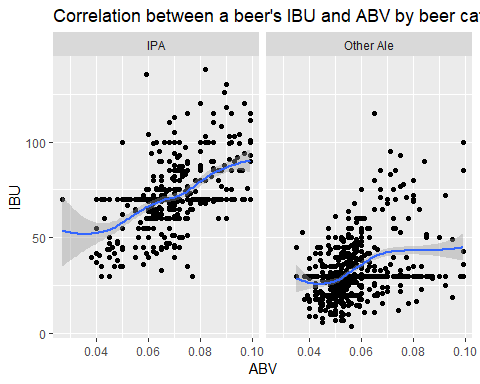 Correlation between a beer's IBU and ABV by beer cat
IPA
Other Ale
IBU
100
50
0
0.04 0.06 0.08 0.10 0.04 0.06 0.08 0.10
ABV